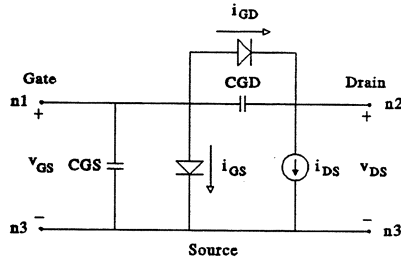 iGD
Gate
CGD
Drain
n1
n2
+
+
vGS
CGS
iGS
iDS
vDS
−
−
n3
n3
Source